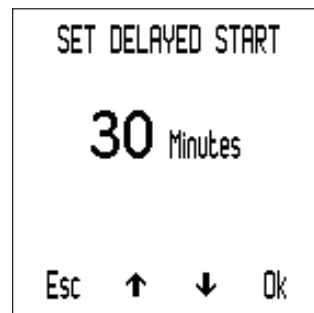 SET DELAYED START
30 Minutes
Esc ↑ ↓ Ok